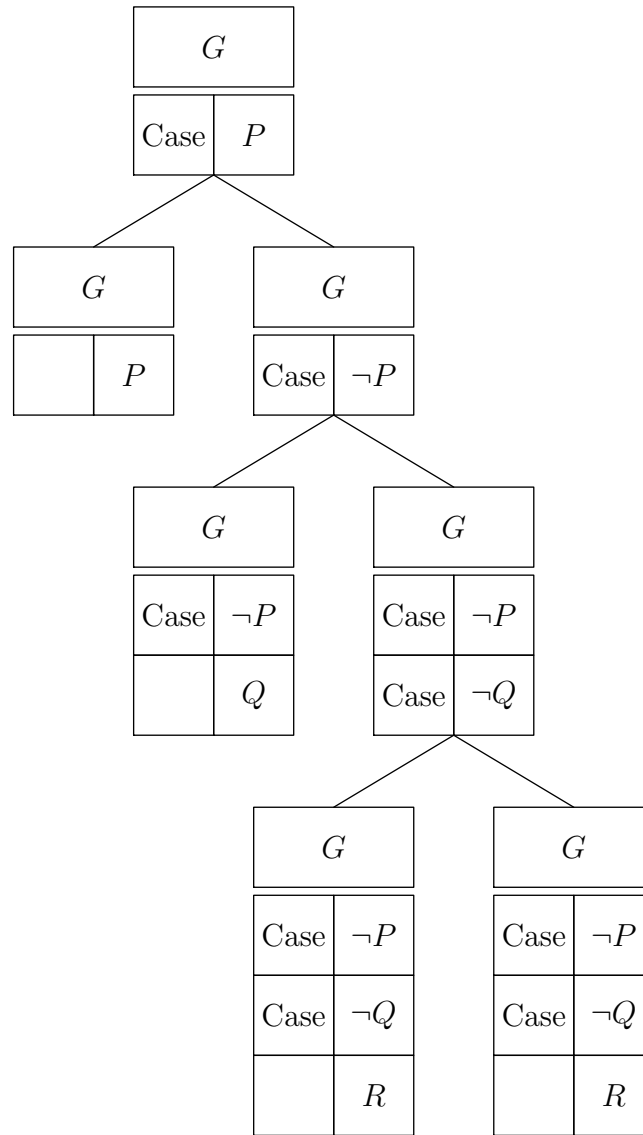 G
Case P
G G
P Case ¬P
G G
Case ¬P Case ¬P
Q Case ¬Q
G G
Case ¬P Case ¬P
Case ¬Q Case ¬Q
R R